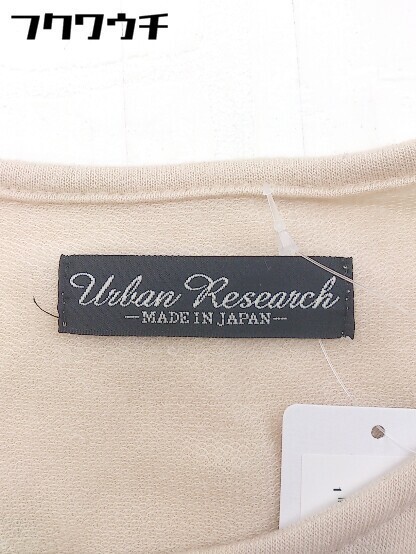 フクワウチ
Urban Research
—MADE IN JAPAN—